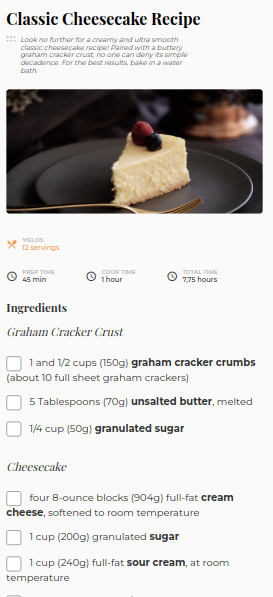 Classic Cheesecake Recipe
Look no further for a creamy and ultra smooth
classic cheesecake recipe! Paired with a buttery
graham cracker crust, no one can deny its simple
decadence. For the best results, bake in a water
bath.
YIELDS
12 servings
PREP TIME COOK TIME TOTAL TIME
45 min 1 hour 7,75 hours
Ingredients
Graham Cracker Crust
1 and 1/2 cups (150g) graham cracker crumbs
(about 10 full sheet graham crackers)
5 Tablespoons (70g) unsalted butter, melted
1/4 cup (50g) granulated sugar
Cheesecake
four 8-ounce blocks (904g) full-fat cream
cheese, softened to room temperature
1 cup (200g) granulated sugar
1 cup (240g) full-fat sour cream, at room
temperature